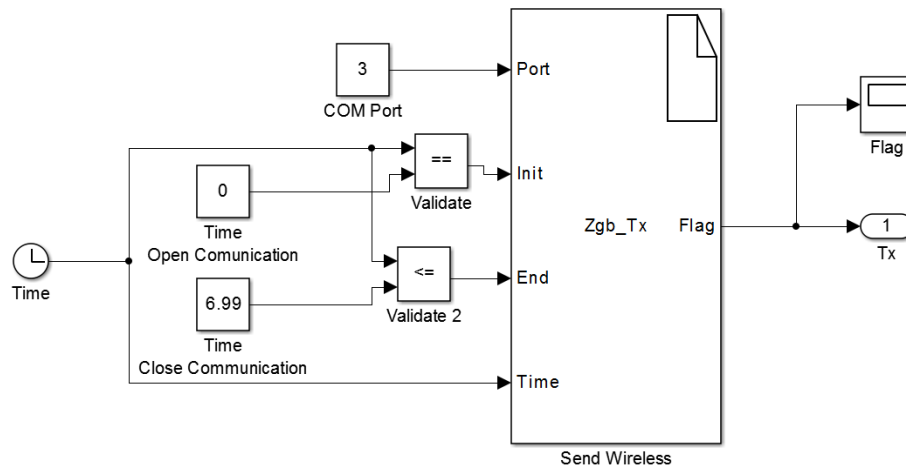 3
COM Port
Port
Flag
==
Validate
Init
0
Time
Open Comunication
Zgb_Tx
Flag
1
Tx
Time
<=
Validate 2
End
6.99
Time
Close Communication
Time
Send Wireless